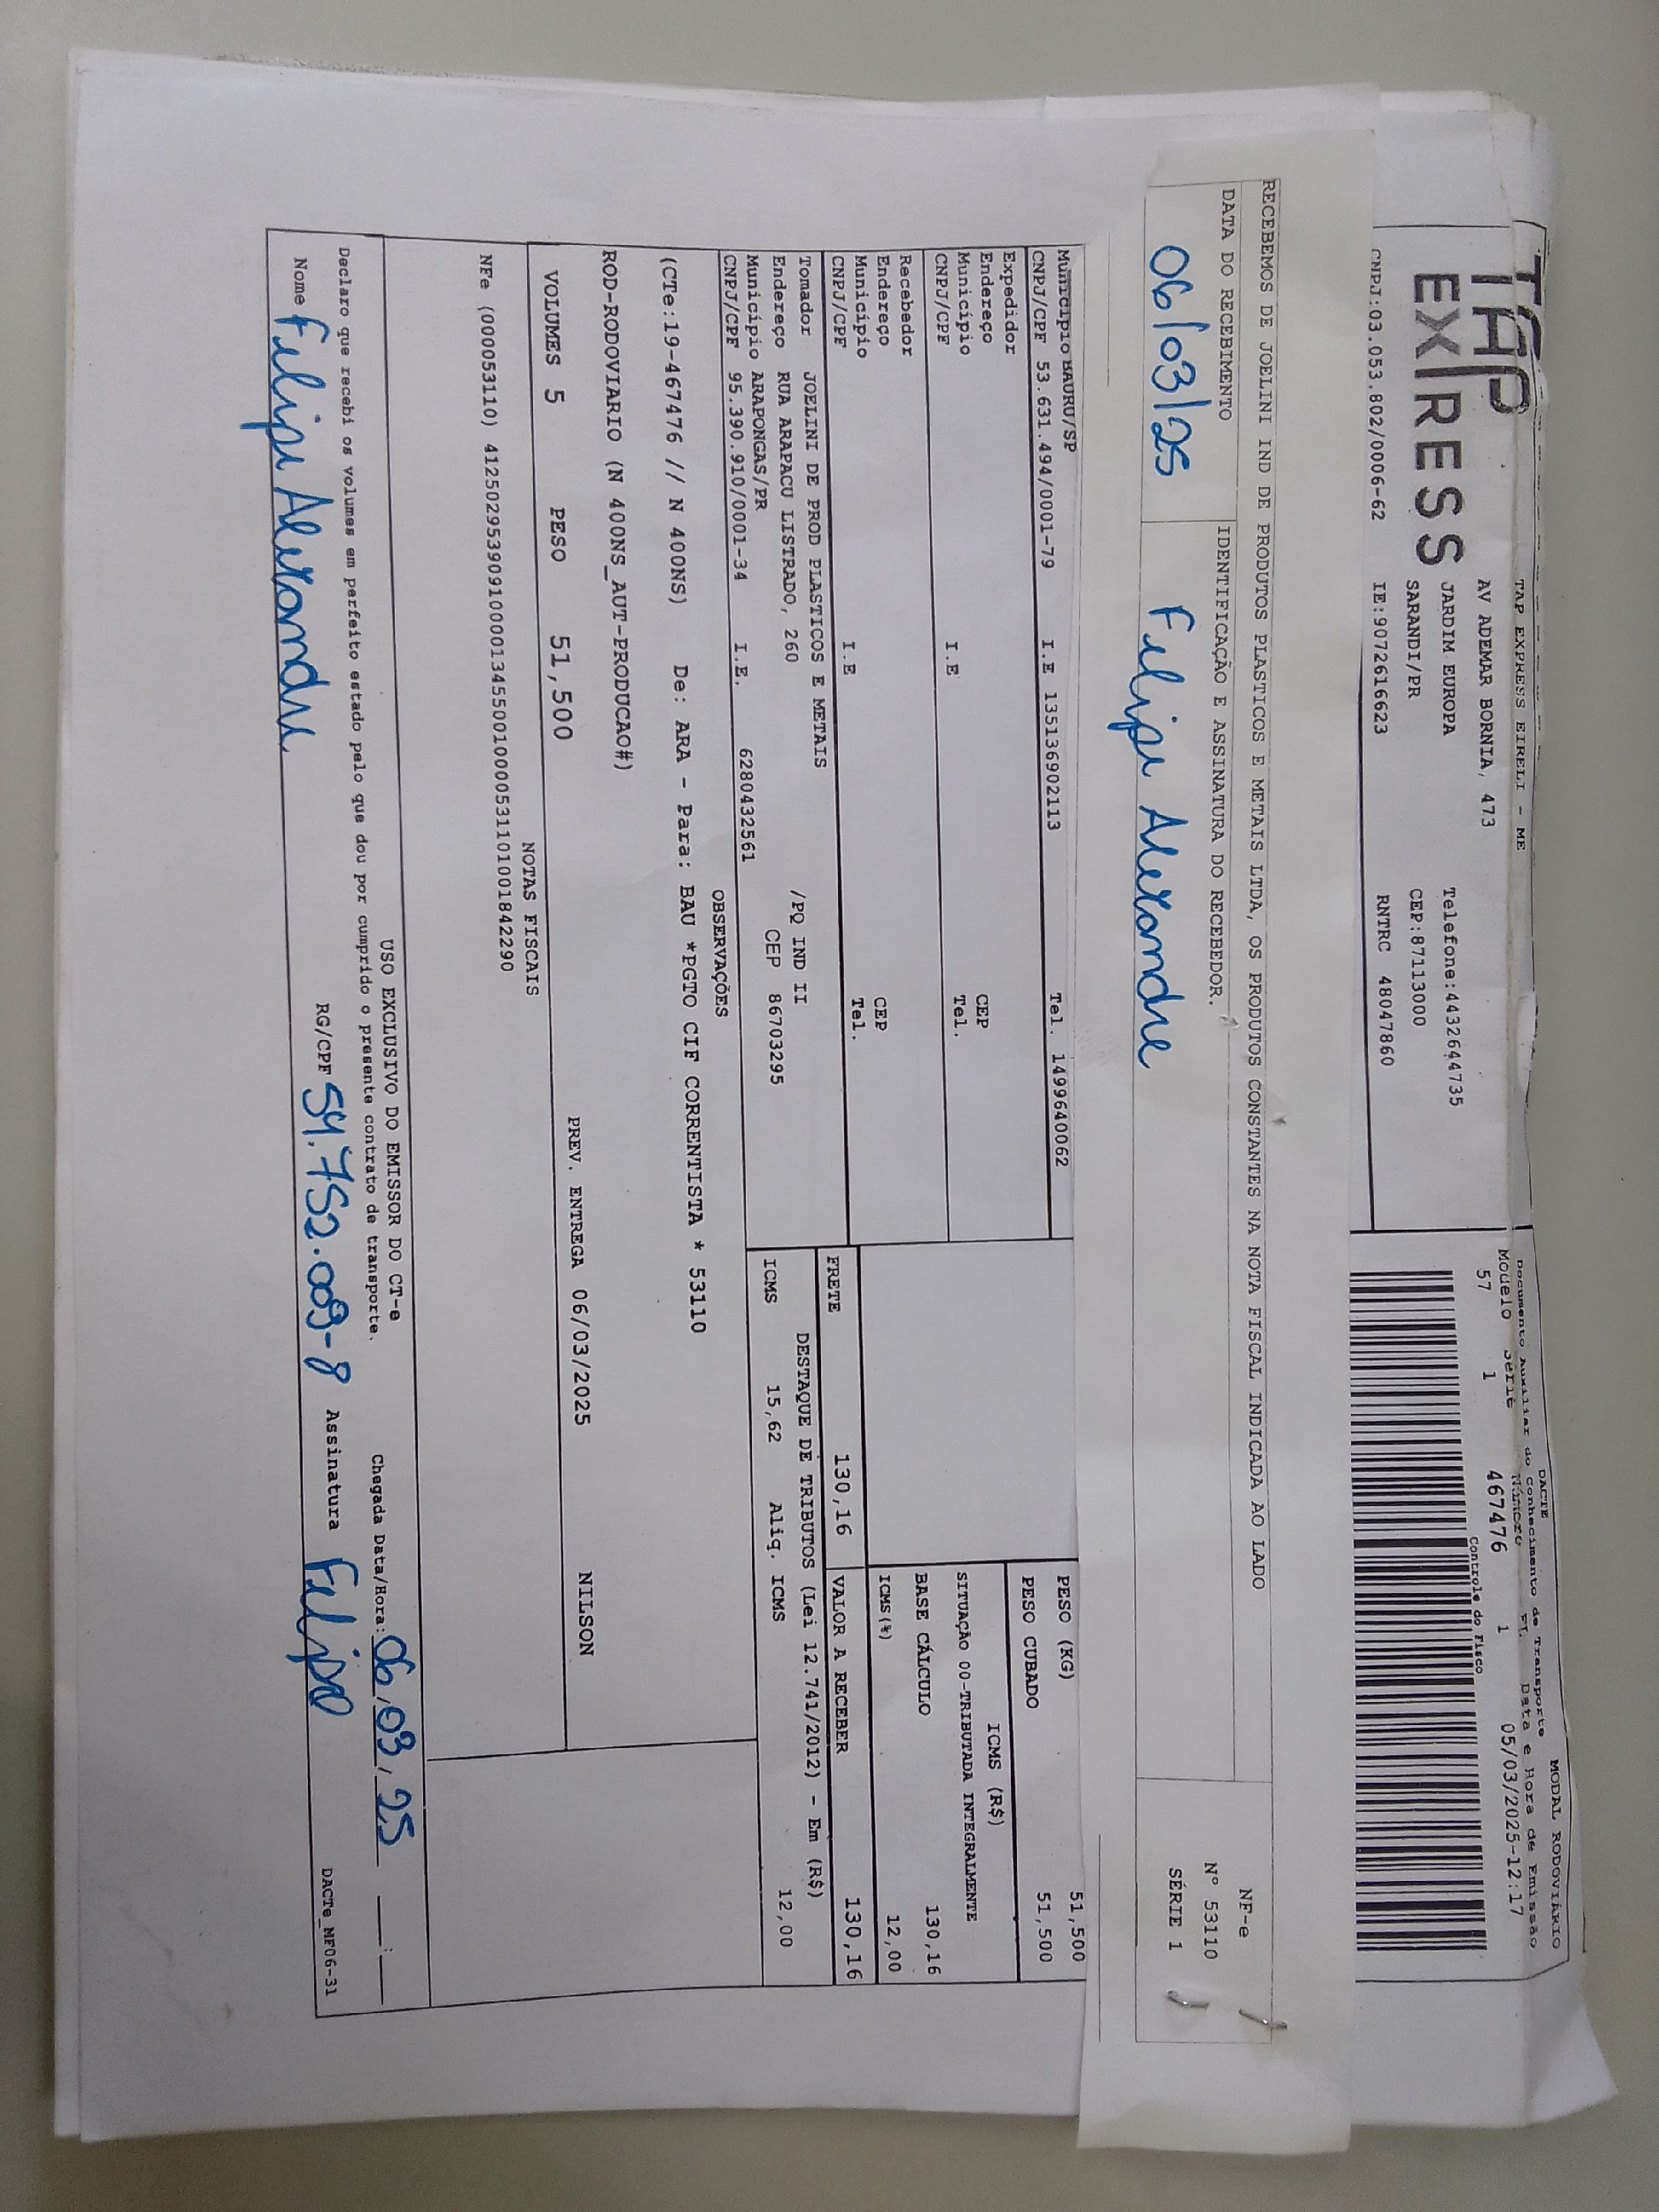 MODAL RODOVIÁRIO
DACTE
Documento Auxiliar do Conhecimento de Transporte
TAP EXPRESS EIRELI - ME
TAP
EXPRESS
AV ADEMAR BORNIA, 473
JARDIM EUROPA Telefone:4432644735
SARANDI/PR CEP:87113000
CNPJ:03.053.802/0006-62 IE:9072616623 RNTRC 48047860
Modelo Série Número FL. Data e Hora de Emissão
57 1 467476 1 05/03/2025-12:17
Controle do Fisco
RECEBEMOS DE JOELINI IND DE PRODUTOS PLASTICOS E METAIS LTDA, OS PRODUTOS CONSTANTES NA NOTA FISCAL INDICADA AO LADO
DATA DO RECEBIMENTO IDENTIFICAÇÃO E ASSINATURA DO RECEBEDOR.
06/03/25 Felipe Alexandre
NF-e
Nº 53110
SÉRIE 1
Município BAURU/SP
CNPJ/CPF 53.631.494/0001-79 I.E 13513690211​3 Tel. 1499640062
Expedidor
Endereço
Município CEP
CNPJ/CPF I.E Tel.
Recebedor
Endereço
Município CEP
CNPJ/CPF I.E Tel.
PESO (KG) 51,500
PESO CUBADO 51,500
ICMS (R$)
SITUAÇÃO 00-TRIBUTADA INTEGRALMENTE
BASE CÁLCULO 130,16
ICMS(%) 12,00
Tomador JOELINI DE PROD PLASTICOS E METAIS
Endereço RUA ARAPACU LISTRADO, 260 /PQ IND II
Município ARAPONGAS/PR CEP 86703295
CNPJ/CPF 95.390.910/0001-34 I.E. 6280432561
FRETE 130,16 VALOR A RECEBER 130,16
DESTAQUE DE TRIBUTOS (Lei 12.741/2012) - Em (R$)
ICMS 15,62 Aliq. ICMS 12,00
OBSERVAÇÕES
(CTe:19-467476 // N 400NS) De: ARA - Para: BAU *PGTO CIF CORRENTISTA * 53110
ROD-RODOVIARIO (N 400NS_AUT-PRODUCAO#)
VOLUMES 5 PESO 51,500 PREV. ENTREGA 06/03/2025 NILSON
NOTAS FISCAIS
NFe (000053110) 41250295390910000134550010000531101001842290
USO EXCLUSIVO DO EMISSOR DO CT-e
Declaro que recebi os volumes em perfeito estado pelo que dou por cumprido o presente contrato de transporte. Chegada Data/Hora: 06/03/25 __:__
Nome Felipe Alexandre RG/CPF 59.752.009-8 Assinatura Felipe
DACTe_NF06-31